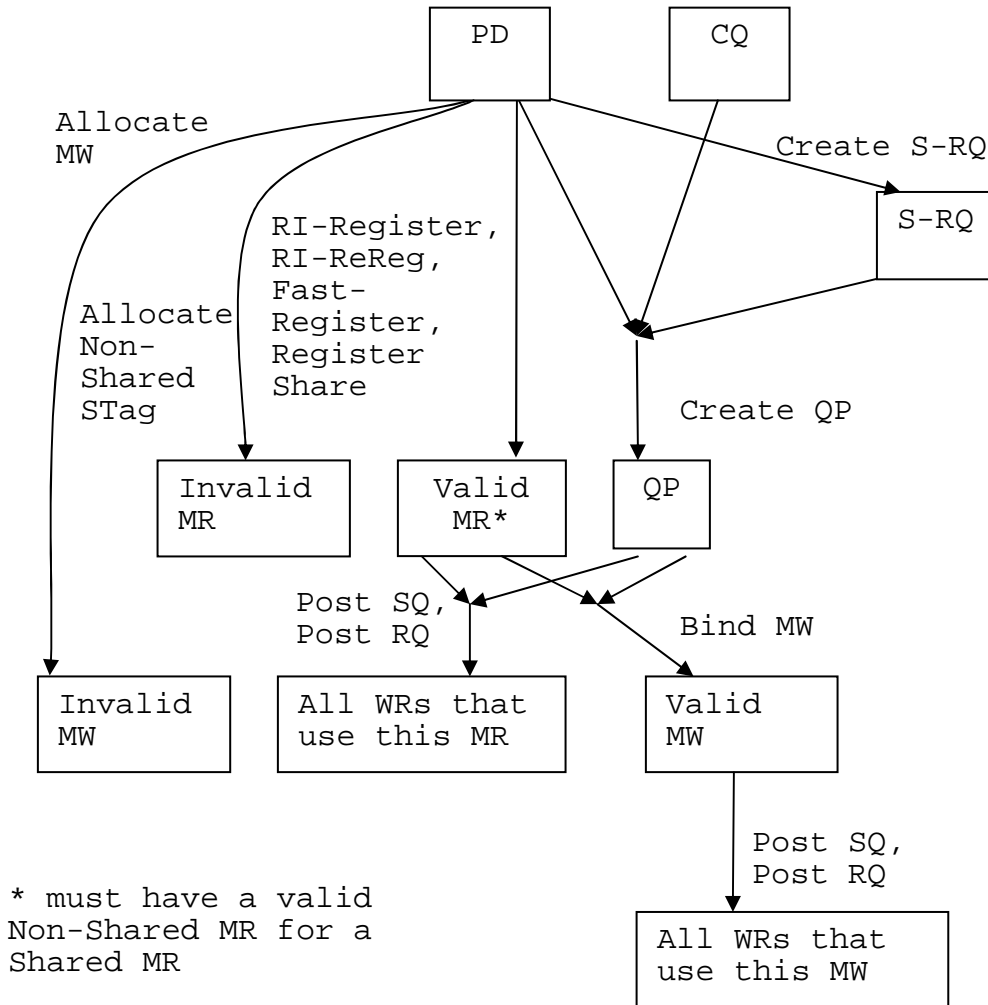 PD
CQ
Allocate
MW
Create S-RQ
S-RQ
RI-Register,
RI-ReReg,
Fast-
Register,
Register
Share
Allocate
Non-
Shared
STag
Create QP
Invalid
MR
Valid
MR*
QP
Post SQ,
Post RQ
Bind MW
Invalid
MW
All WRs that
use this MR
Valid
MW
Post SQ,
Post RQ
* must have a valid
Non-Shared MR for a
Shared MR
All WRs that
use this MW